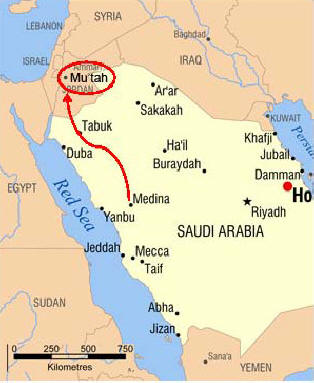 SYRIA
LEBANON
Baghdad
ISRAEL
Amman
Mu'tah
JORDAN
IRAQ
Ar'ar
Sakakah
KUWAIT
Tabuk
Khafji
Persian
Duba
Ha'il
Jubail
Buraydah
Damman
EGYPT
Medina
Ho
Red Sea
Yanbu
Riyadh
SAUDI ARABIA
Jeddah
Mecca
Taif
SUDAN
Abha
Jizan
0 250 500 750
Kilometres
Sana'a
YEMEN